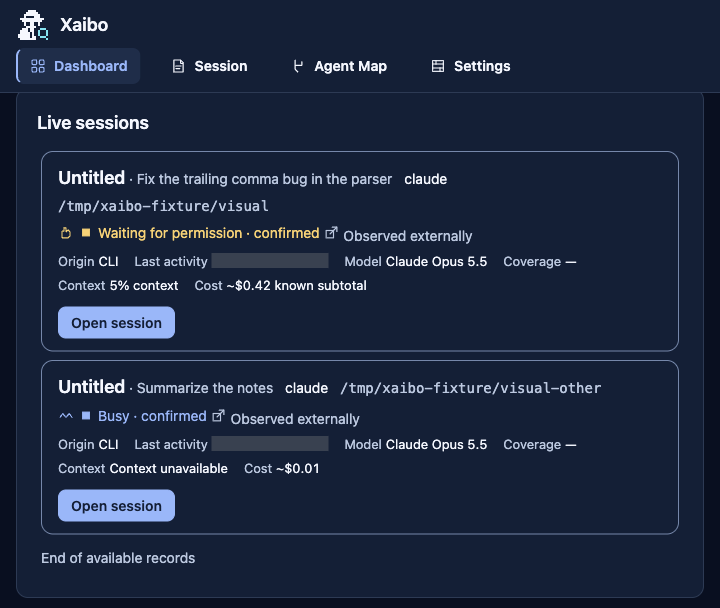 Xaibo
Dashboard Session Agent Map Settings
Live sessions
Untitled · Fix the trailing comma bug in the parser claude
/tmp/xaibo-fixture/visual
Waiting for permission · confirmed Observed externally
Origin CLI Last activity Model Claude Opus 5.5 Coverage —
Context 5% context Cost ~$0.42 known subtotal
Open session
Untitled · Summarize the notes claude /tmp/xaibo-fixture/visual-other
Busy · confirmed Observed externally
Origin CLI Last activity Model Claude Opus 5.5 Coverage —
Context Context unavailable Cost ~$0.01
Open session
End of available records